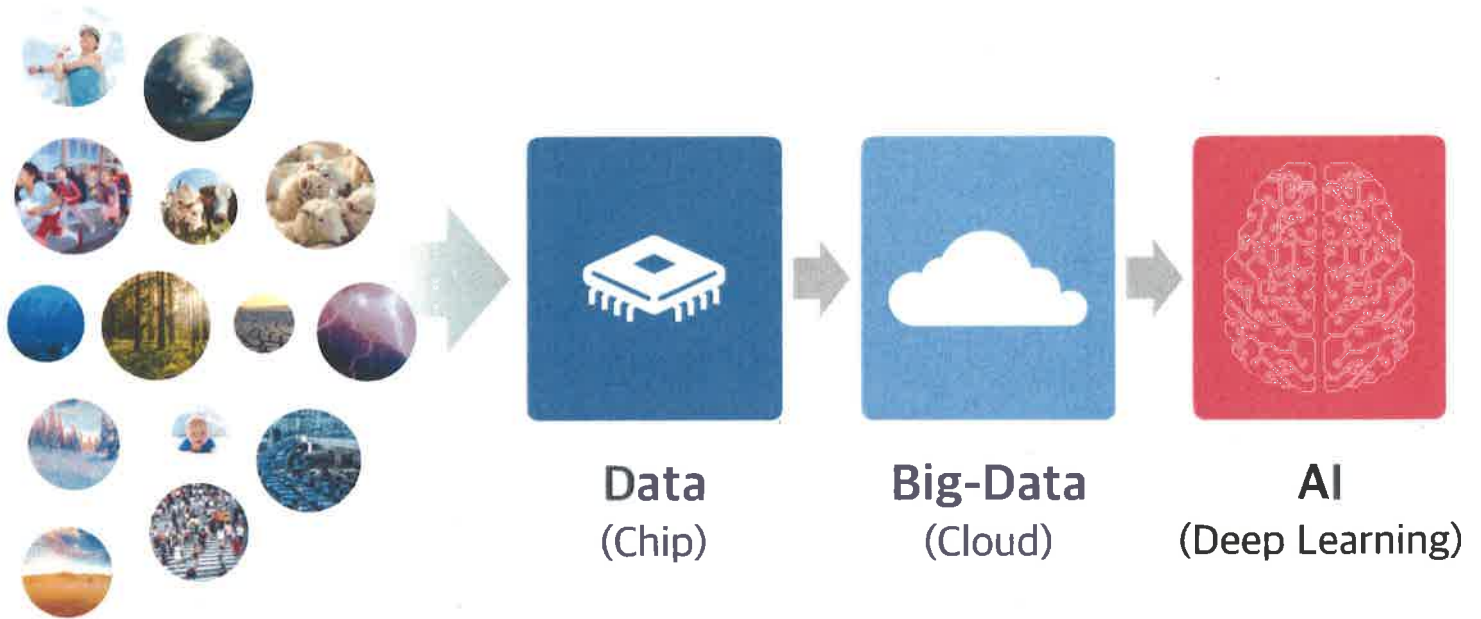 Data
(Chip)
Big-Data
(Cloud)
AI
(Deep Learning)